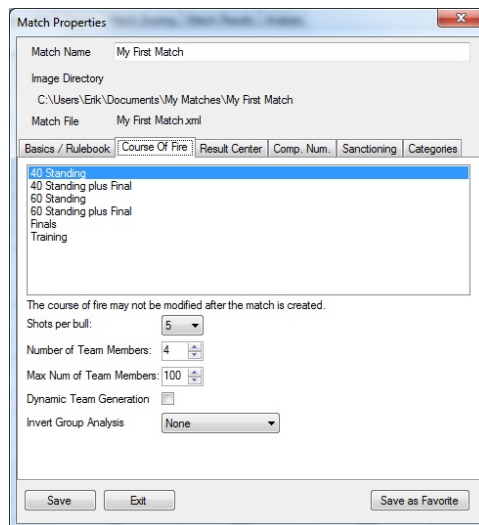 Match Properties
Match Name My First Match
Image Directory
C:\Users\Erik\Documents\My Matches\My First Match
Match File My First Match.xml
Basics / Rulebook Course Of Fire Result Center Comp. Num. Sanctioning Categories
40 Standing
40 Standing plus Final
60 Standing
60 Standing plus Final
Finals
Training
The course of fire may not be modified after the match is created.
Shots per bull: 5
Number of Team Members: 4
Max Num of Team Members: 100
Dynamic Team Generation
Invert Group Analysis None
Save Exit Save as Favorite